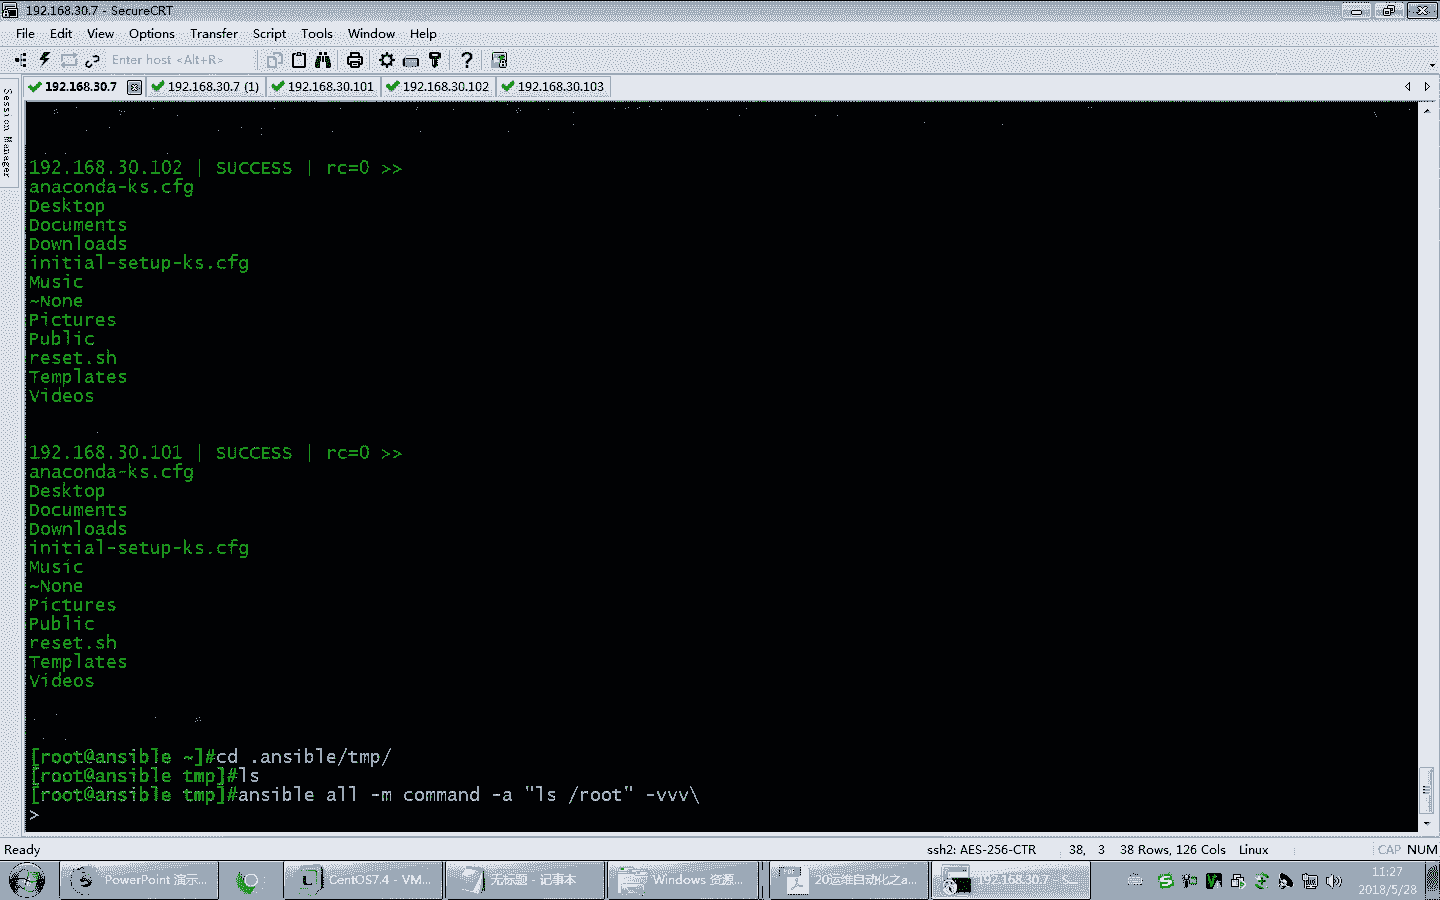 192.168.30.7 - SecureCRT
File Edit View Options Transfer Script Tools Window Help
Enter host <Alt+R>
Session Manager
192.168.30.7 192.168.30.7 (1) 192.168.30.101 192.168.30.102 192.168.30.103
192.168.30.102 | SUCCESS | rc=0 >>
anaconda-ks.cfg
Desktop
Documents
Downloads
initial-setup-ks.cfg
Music
~None
Pictures
Public
reset.sh
Templates
Videos
192.168.30.101 | SUCCESS | rc=0 >>
anaconda-ks.cfg
Desktop
Documents
Downloads
initial-setup-ks.cfg
Music
~None
Pictures
Public
reset.sh
Templates
Videos
[root@ansible ~]#cd .ansible/tmp/
[root@ansible tmp]#ls
[root@ansible tmp]#ansible all -m command -a "ls /root" -vvv\
>
Ready ssh2: AES-256-CTR 38, 3 38 Rows, 126 Cols Linux CAP NUM
PowerPoint 演示... CentOS7.4 - VM... 无标题 - 记事本 Windows 资源... 20运维自动化之a... 192.168.30.7 - S...
11:27
2018/5/28